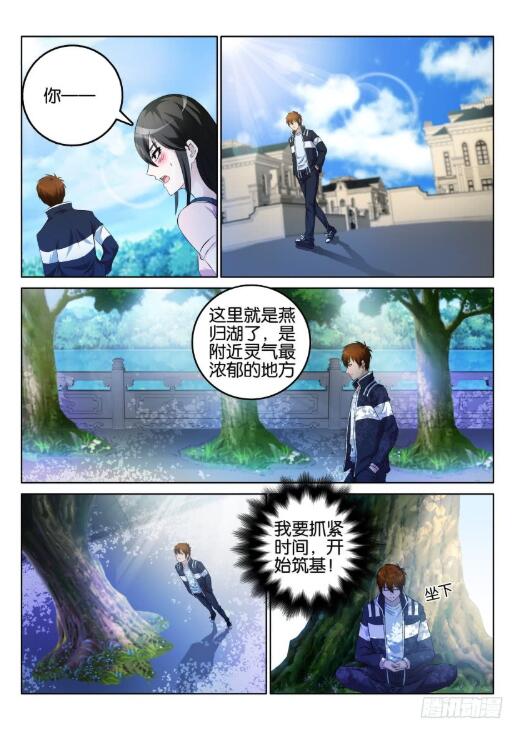 你——
这里就是燕
归湖了，是
附近灵气最
浓郁的地方
我要抓紧
时间，开
始筑基！
坐下
腾讯动漫